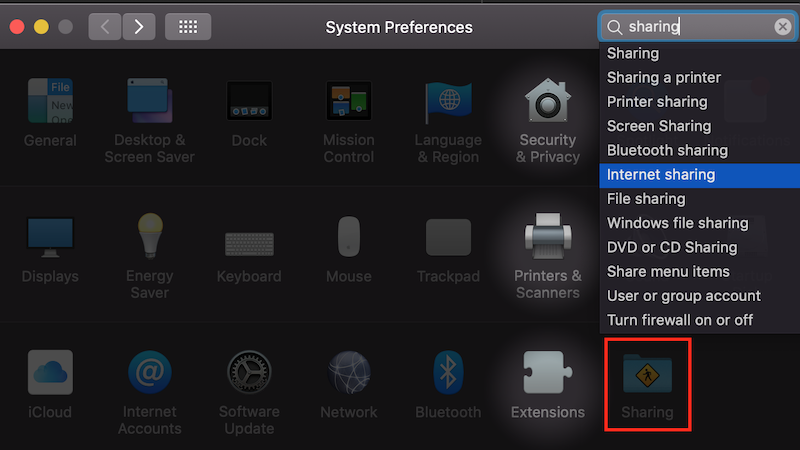 System Preferences
sharing
Sharing
Sharing a printer
Printer sharing
Screen Sharing
Bluetooth sharing
Internet sharing
File sharing
Windows file sharing
DVD or CD Sharing
Share menu items
User or group account
Turn firewall on or off
File
New
Ope
General
Desktop &
Screen Saver
Dock
Mission
Control
Language
& Region
Security
& Privacy
Displays
Energy
Saver
Keyboard
Mouse
Trackpad
Printers &
Scanners
iCloud
@
Internet
Accounts
Software
Update
Network
Bluetooth
Extensions
Sharing